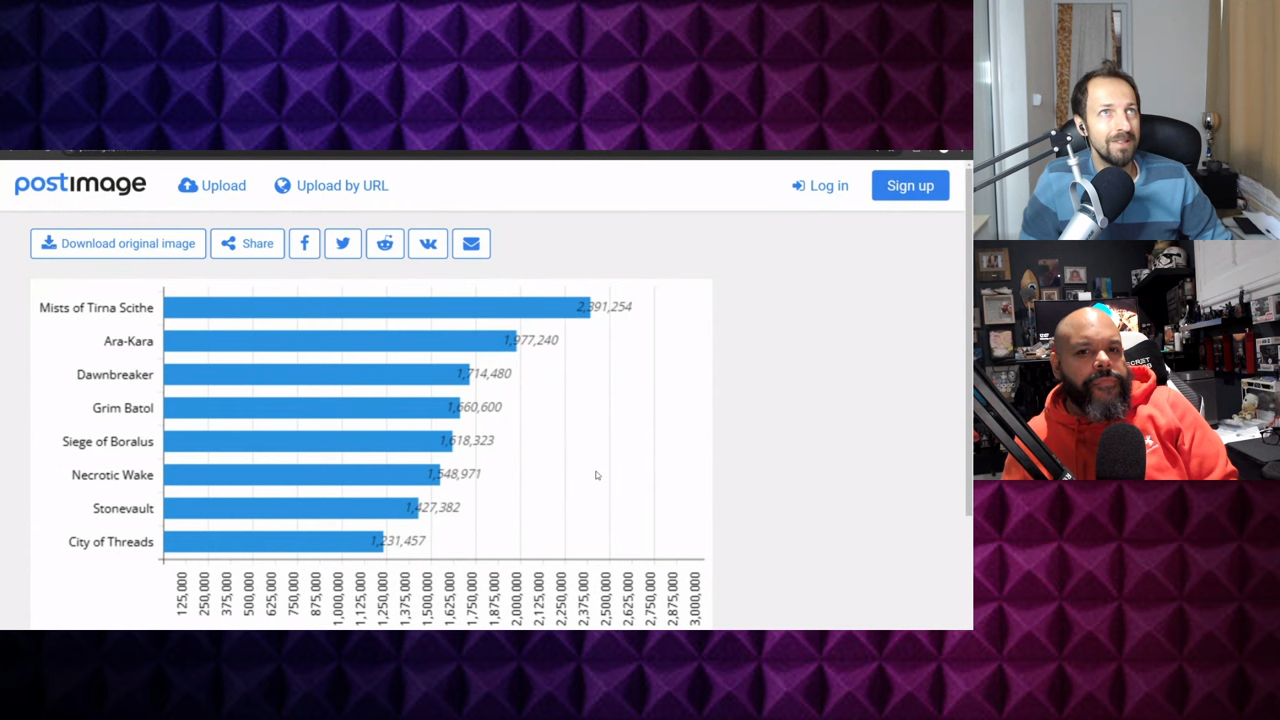 postimage Upload Upload by URL Log in Sign up
Download original image Share
Mists of Tirna Scithe 2,391,254
Ara-Kara 1,977,240
Dawnbreaker 1,714,480
Grim Batol 1,660,600
Siege of Boralus 1,618,323
Necrotic Wake 1,548,971
Stonevault 1,427,382
City of Threads 1,231,457
125,000 250,000 375,000 500,000 625,000 750,000 875,000 1,000,000 1,125,000 1,250,000 1,375,000 1,500,000 1,625,000 1,750,000 1,875,000 2,000,000 2,125,000 2,250,000 2,375,000 2,500,000 2,625,000 2,750,000 2,875,000 3,000,000